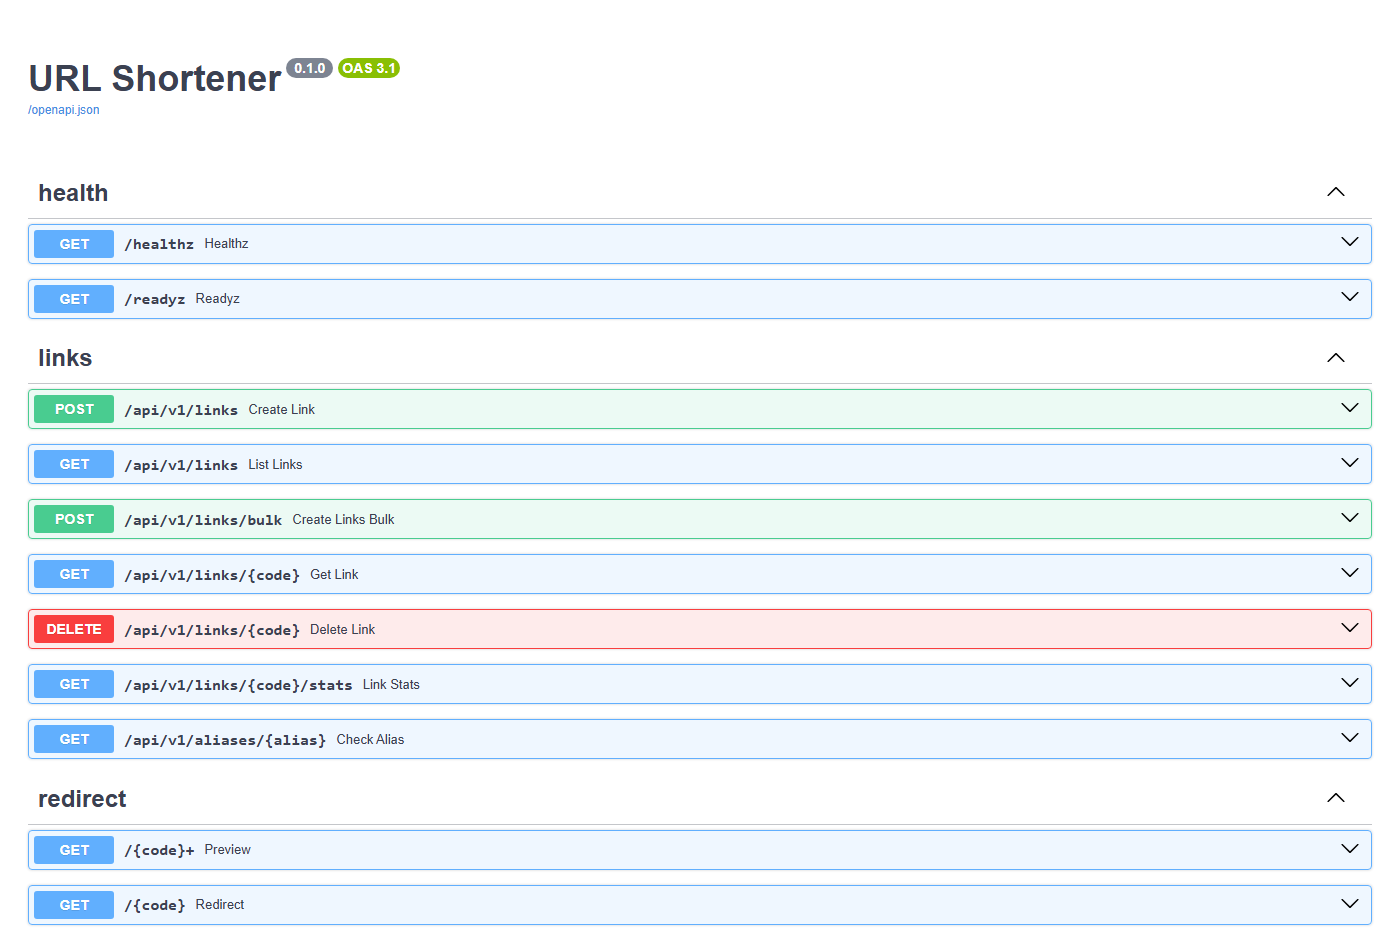 URL Shortener 0.1.0 OAS 3.1
/openapi.json
health
GET /healthz Healthz
GET /readyz Readyz
links
POST /api/v1/links Create Link
GET /api/v1/links List Links
POST /api/v1/links/bulk Create Links Bulk
GET /api/v1/links/{code} Get Link
DELETE /api/v1/links/{code} Delete Link
GET /api/v1/links/{code}/stats Link Stats
GET /api/v1/aliases/{alias} Check Alias
redirect
GET /{code}+ Preview
GET /{code} Redirect